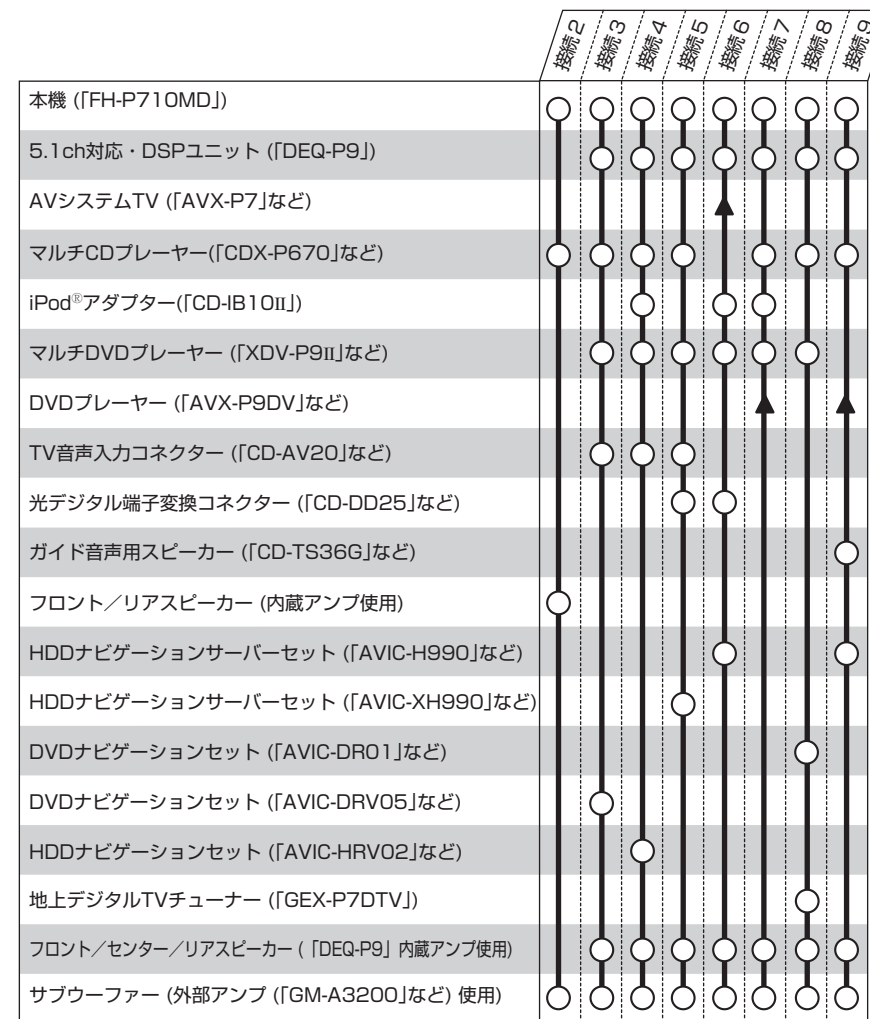 接続2
接続3
接続4
接続5
接続6
接続7
接続8
接続9
本機 (「FH-P710MD」)
5.1ch対応・DSPユニット (「DEQ-P9」)
AVシステムTV (「AVX-P7」など)
マルチCDプレーヤー(「CDX-P670」など)
iPod®アダプター(「CD-IB10II」)
マルチDVDプレーヤー (「XDV-P9II」など)
DVDプレーヤー (「AVX-P9DV」など)
TV音声入力コネクター (「CD-AV20」など)
光デジタル端子変換コネクター (「CD-DD25」など)
ガイド音声用スピーカー (「CD-TS36G」など)
フロント／リアスピーカー (内蔵アンプ使用)
HDDナビゲーションサーバーセット (「AVIC-H990」など)
HDDナビゲーションサーバーセット (「AVIC-XH990」など)
DVDナビゲーションセット (「AVIC-DR01」など)
DVDナビゲーションセット (「AVIC-DRV05」など)
HDDナビゲーションセット (「AVIC-HRV02」など)
地上デジタルTVチューナー (「GEX-P7DTV」)
フロント／センター／リアスピーカー (「DEQ-P9」内蔵アンプ使用)
サブウーファー (外部アンプ (「GM-A3200」など) 使用)